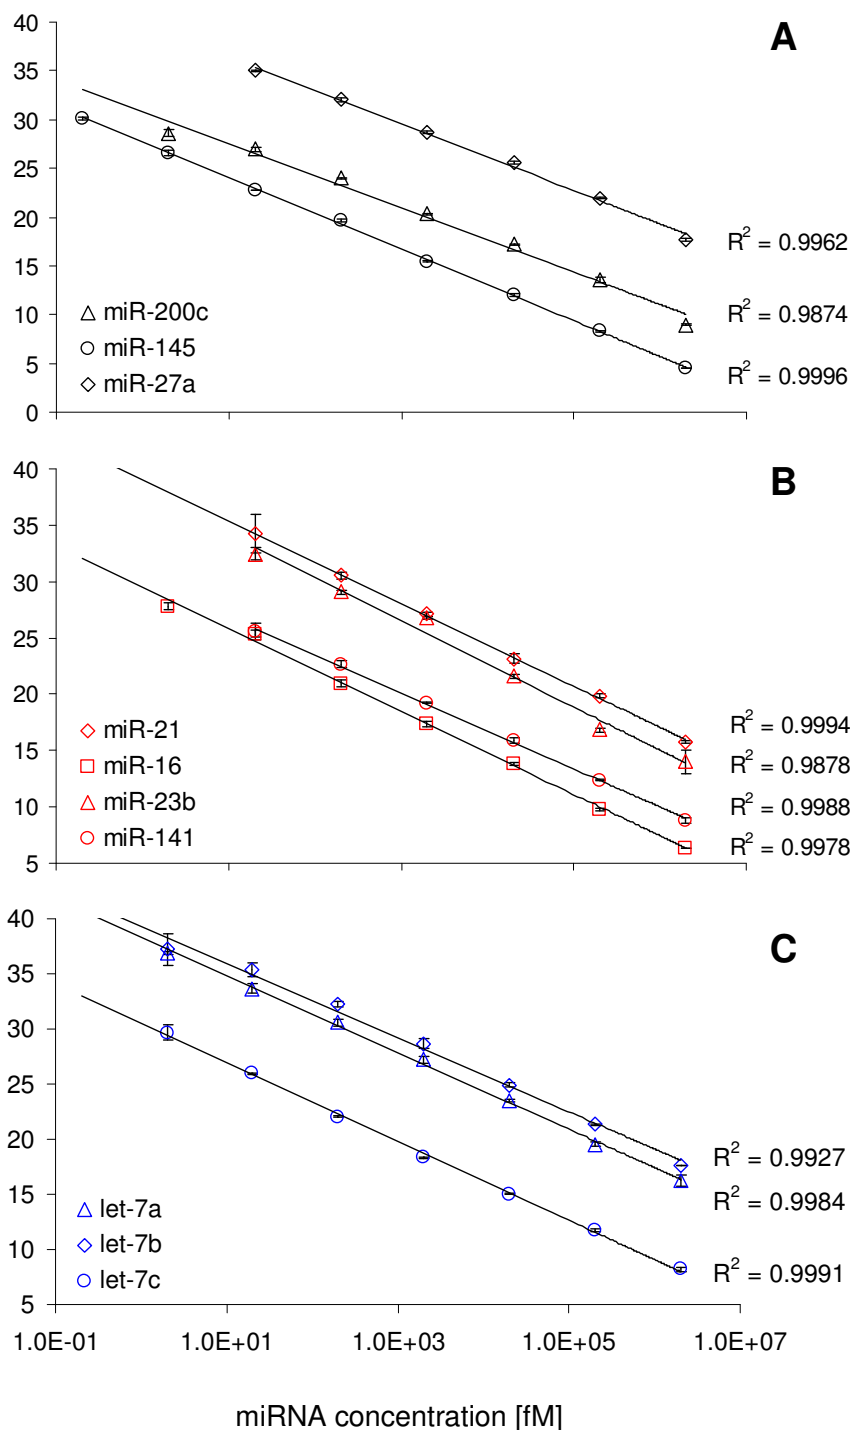 A
40
35
30
25
20
15
10
5
0
R² = 0.9962
R² = 0.9874
R² = 0.9996
miR-200c
miR-145
miR-27a
B
40
35
30
25
20
15
10
5
miR-21
miR-16
miR-23b
miR-141
R² = 0.9994
R² = 0.9878
R² = 0.9988
R² = 0.9978
C
40
35
30
25
20
15
10
5
R² = 0.9927
R² = 0.9984
R² = 0.9991
let-7a
let-7b
let-7c
1.0E-01 1.0E+01 1.0E+03 1.0E+05 1.0E+07
miRNA concentration [fM]